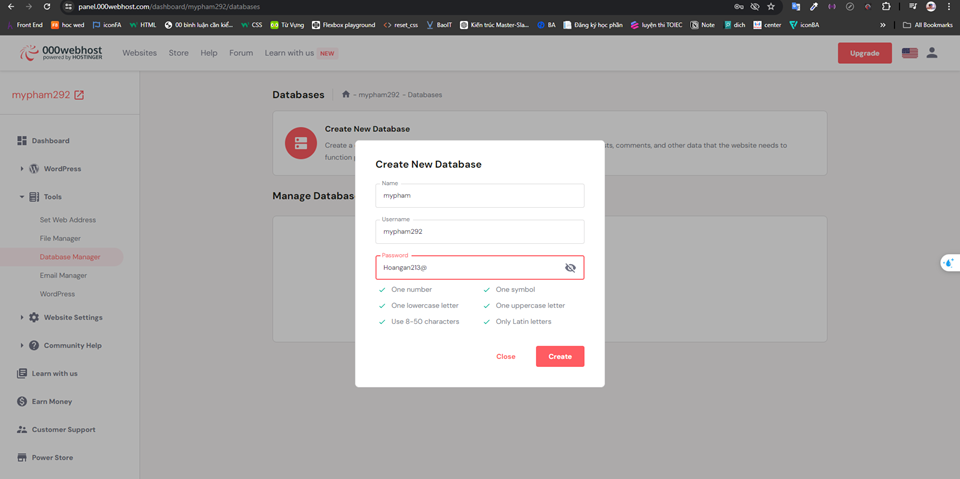 panel.000webhost.com/dashboard/mypham292/databases
Front End
hoc wed
iconFA
HTML
00 bình luận cần kiể...
CSS
Từ Vựng
Flexbox playground
reset_css
BaoIT
Kiến trúc Master-Sla...
BA
Đăng ký học phần
luyện thi TOIEC
Note
dich
center
iconBA
»
All Bookmarks
000webhost
powered by HOSTINGER
Websites
Store
Help
Forum
Learn with us
NEW
Upgrade
mypham292
Databases
- mypham292 - Databases
Dashboard
WordPress
Tools
Set Web Address
File Manager
Database Manager
Email Manager
WordPress
Website Settings
Community Help
Learn with us
Earn Money
Customer Support
Power Store
Create New Database
Create a
ts, comments, and other data that the website needs to
function
Manage Databas
Create New Database
Name
mypham
Username
mypham292
Password
Hoangan213@
One number
One symbol
One lowercase letter
One uppercase letter
Use 8-50 characters
Only Latin letters
Close
Create